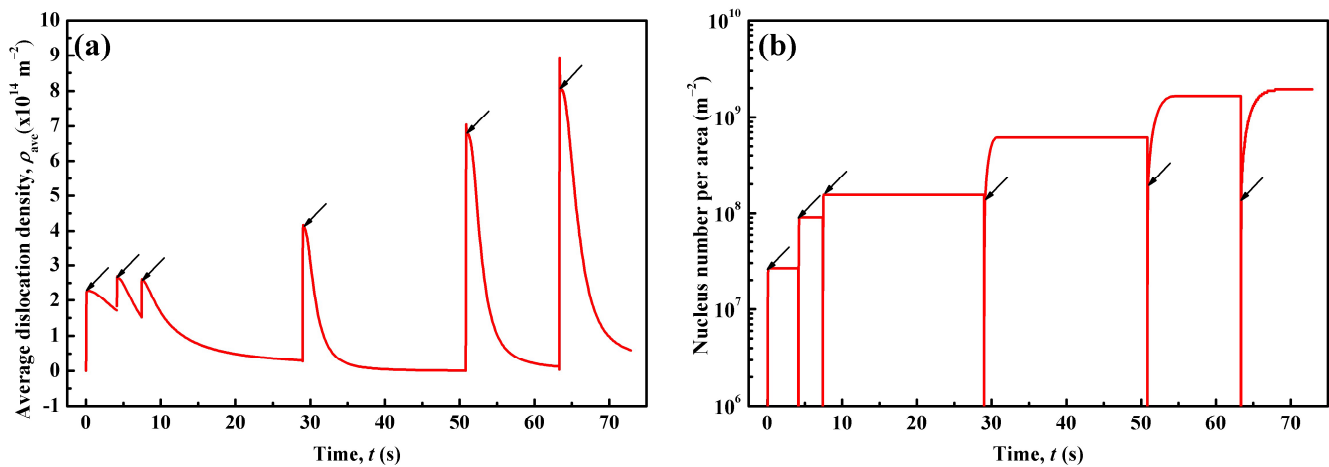 (a)
Average dislocation density, ρave (x10^14 m^−2)
9
8
7
6
5
4
3
2
1
0
-1
0 10 20 30 40 50 60 70
Time, t (s)
(b)
Nucleus number per area (m^−2)
10^10
10^9
10^8
10^7
10^6
0 10 20 30 40 50 60 70
Time, t (s)